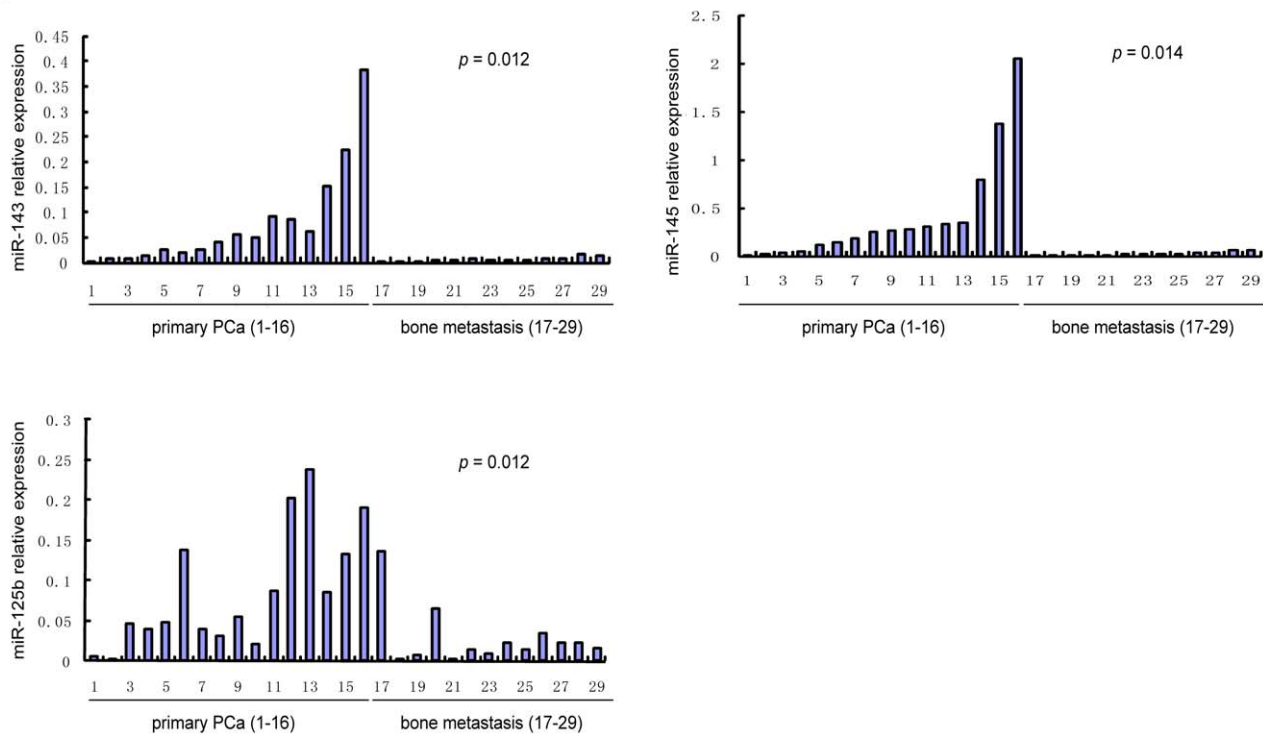 miR-143 relative expression
0.45
0.4
0.35
0.3
0.25
0.2
0.15
0.1
0.05
0
p = 0.012
1 3 5 7 9 11 13 15 17 19 21 23 25 27 29
primary PCa (1-16) bone metastasis (17-29)
miR-145 relative expression
2.5
2
1.5
1
0.5
0
p = 0.014
1 3 5 7 9 11 13 15 17 19 21 23 25 27 29
primary PCa (1-16) bone metastasis (17-29)
miR-125b relative expression
0.3
0.25
0.2
0.15
0.1
0.05
0
p = 0.012
1 3 5 7 9 11 13 15 17 19 21 23 25 27 29
primary PCa (1-16) bone metastasis (17-29)